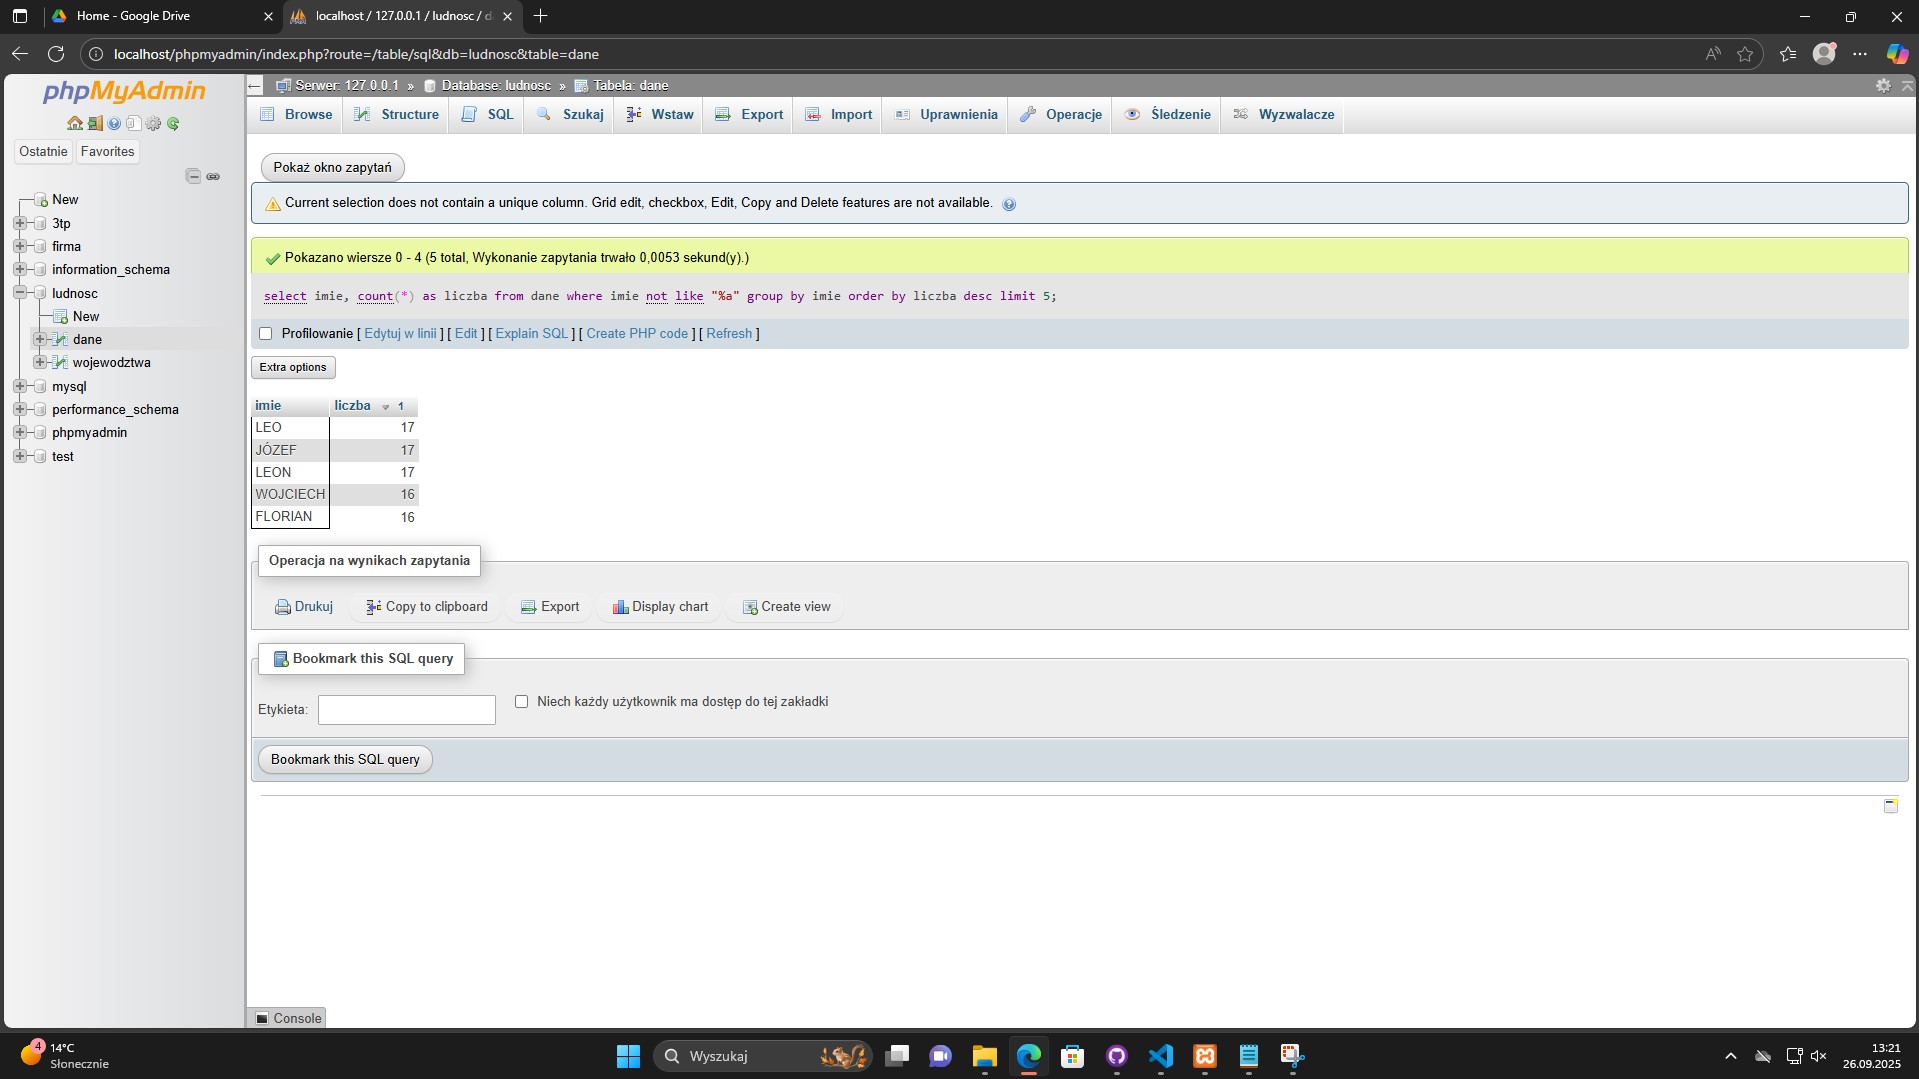 Home - Google Drive
localhost / 127.0.0.1 / ludnosc / d
localhost/phpmyadmin/index.php?route=/table/sql&db=ludnosc&table=dane
phpMyAdmin
Ostatnie
Favorites
New
3tp
firma
information_schema
ludnosc
New
dane
wojewodztwa
mysql
performance_schema
phpmyadmin
test
Serwer: 127.0.0.1 » Database: ludnosc » Tabela: dane
Browse
Structure
SQL
Szukaj
Wstaw
Export
Import
Uprawnienia
Operacje
Śledzenie
Wyzwalacze
Pokaż okno zapytań
Current selection does not contain a unique column. Grid edit, checkbox, Edit, Copy and Delete features are not available.
Pokazano wiersze 0 - 4 (5 total, Wykonanie zapytania trwało 0,0053 sekund(y).)
select imie, count(*) as liczba from dane where imie not like "%a" group by imie order by liczba desc limit 5;
Profilowanie [ Edytuj w linii ] [ Edit ] [ Explain SQL ] [ Create PHP code ] [ Refresh ]
Extra options
imie liczba 1
LEO 17
JÓZEF 17
LEON 17
WOJCIECH 16
FLORIAN 16
Operacja na wynikach zapytania
Drukuj
Copy to clipboard
Export
Display chart
Create view
Bookmark this SQL query
Etykieta:
Niech każdy użytkownik ma dostęp do tej zakładki
Bookmark this SQL query
Console
4
14°C
Słonecznie
Wyszukaj
13:21
26.09.2025